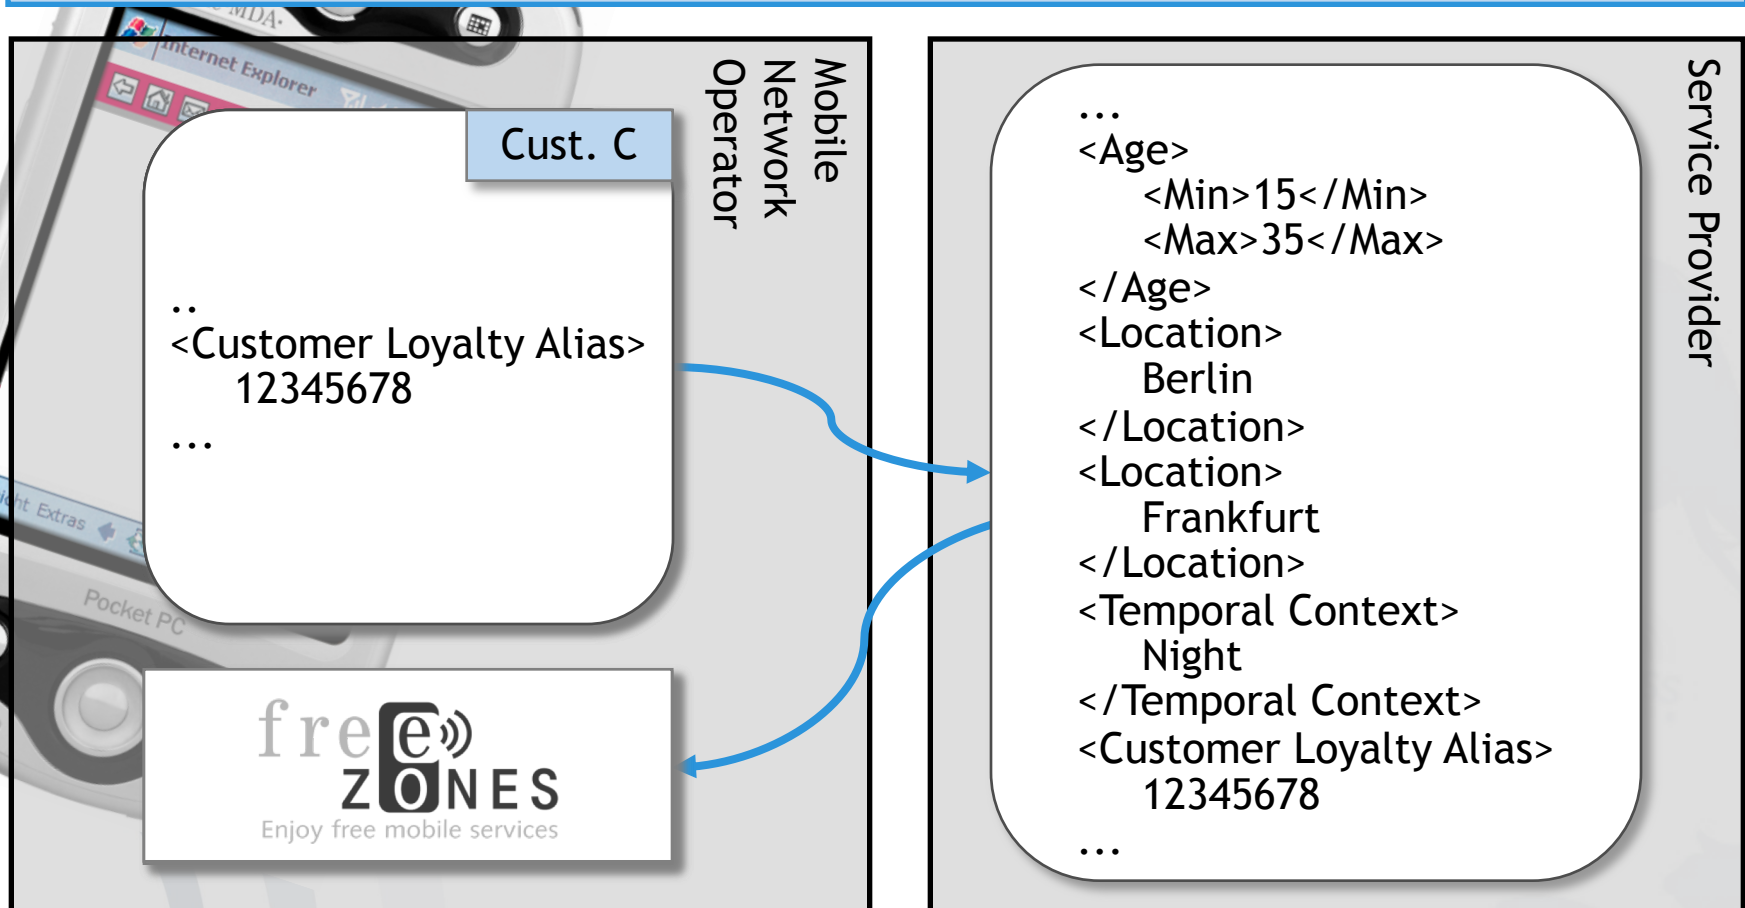 MDA
Internet Explorer
Cust. C
..
<Customer Loyalty Alias>
12345678
...
Mobile
Network
Operator
Extras
Pocket PC
free
ZONES
Enjoy free mobile services
...
<Age>
<Min>15</Min>
<Max>35</Max>
</Age>
<Location>
Berlin
</Location>
<Location>
Frankfurt
</Location>
<Temporal Context>
Night
</Temporal Context>
<Customer Loyalty Alias>
12345678
...
Service Provider